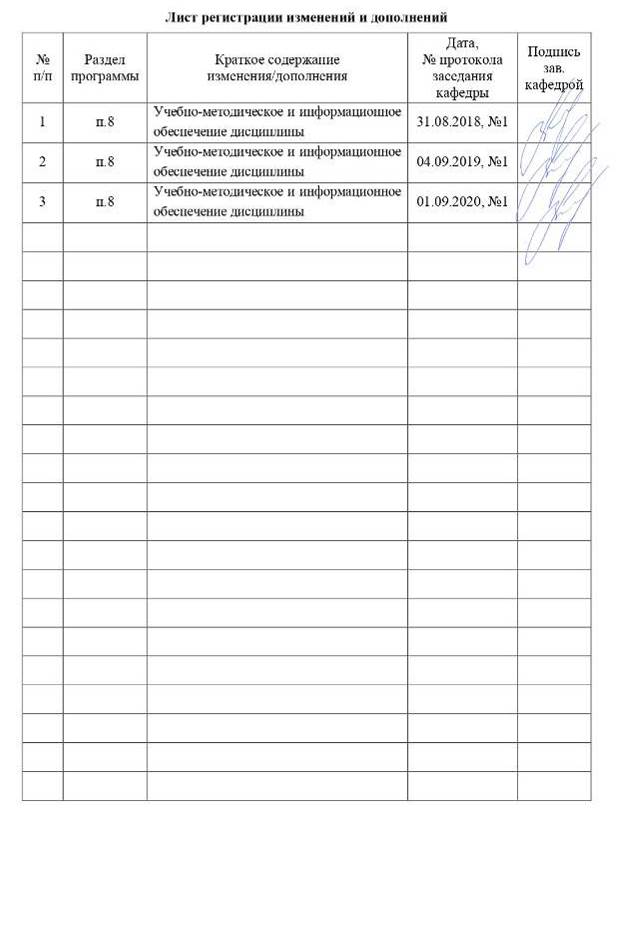 Лист регистрации изменений и дополнений
№
п/п
Раздел
программы
Краткое содержание
изменения/дополнения
Дата,
№ протокола
заседания
кафедры
Подпись
зав.
кафедрой
1
п.8
Учебно-методическое и информационное
обеспечение дисциплины
31.08.2018, №1
2
п.8
Учебно-методическое и информационное
обеспечение дисциплины
04.09.2019, №1
3
п.8
Учебно-методическое и информационное
обеспечение дисциплины
01.09.2020, №1